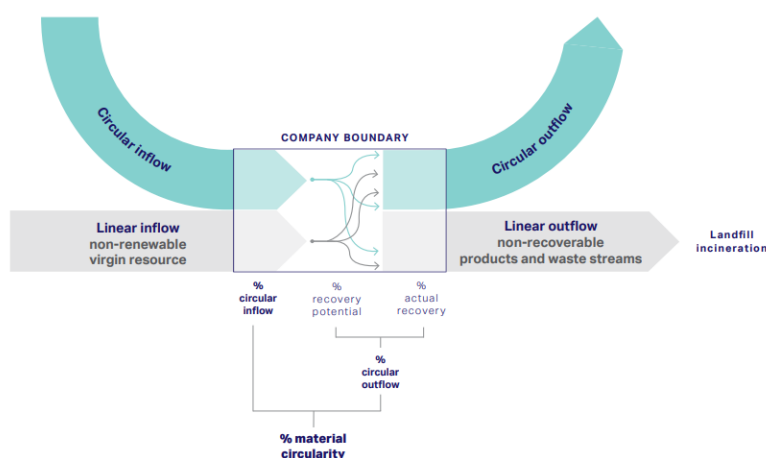 Circular inflow
COMPANY BOUNDARY
Circular outflow
Linear inflow
non-renewable
virgin resource
Linear outflow
non-recoverable
products and waste streams
Landfill
incineration
%
circular
inflow
%
recovery
potential
%
actual
recovery
%
circular
outflow
% material
circularity